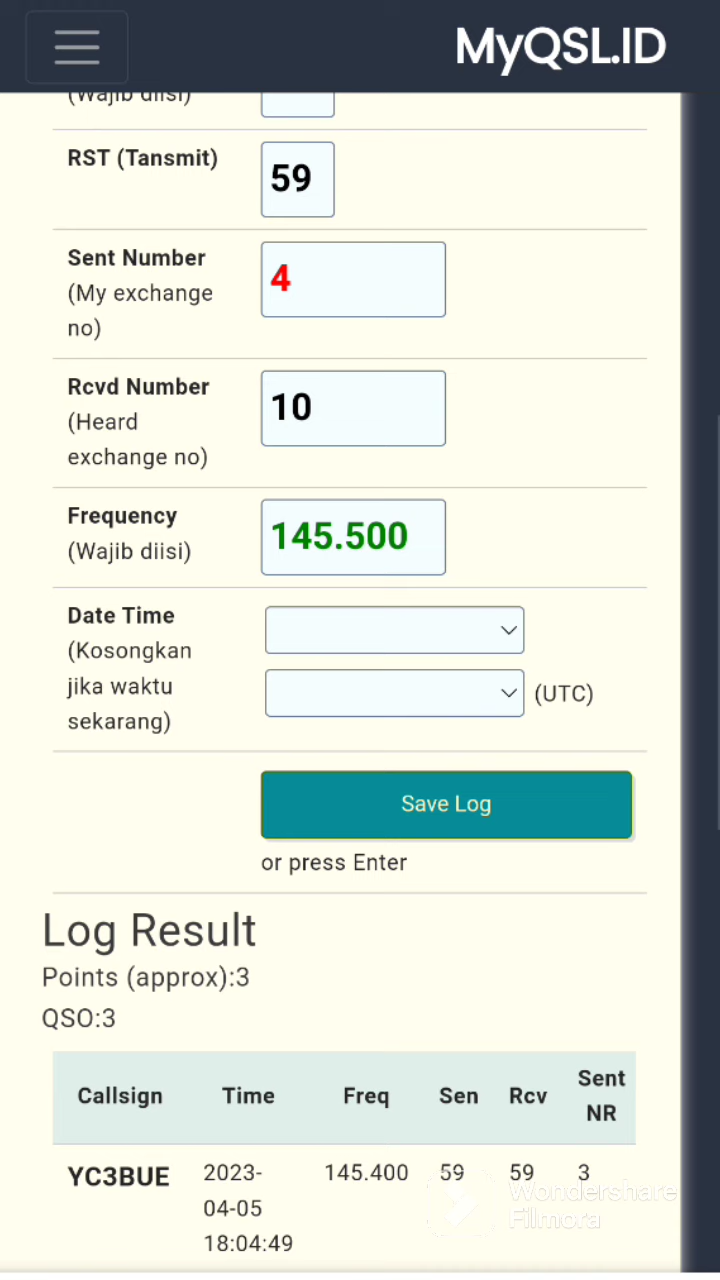 MyQSL.ID
(Wajib diisi)
RST (Tansmit)
59
Sent Number
(My exchange
no)
4
Rcvd Number
(Heard
exchange no)
10
Frequency
(Wajib diisi)
145.500
Date Time
(Kosongkan
jika waktu
sekarang)
(UTC)
Save Log
or press Enter
Log Result
Points (approx):3
QSO:3
Callsign Time Freq Sen Rcv Sent
NR
YC3BUE 2023- 145.400 59 59 3
04-05
18:04:49
Wondershare
Filmora